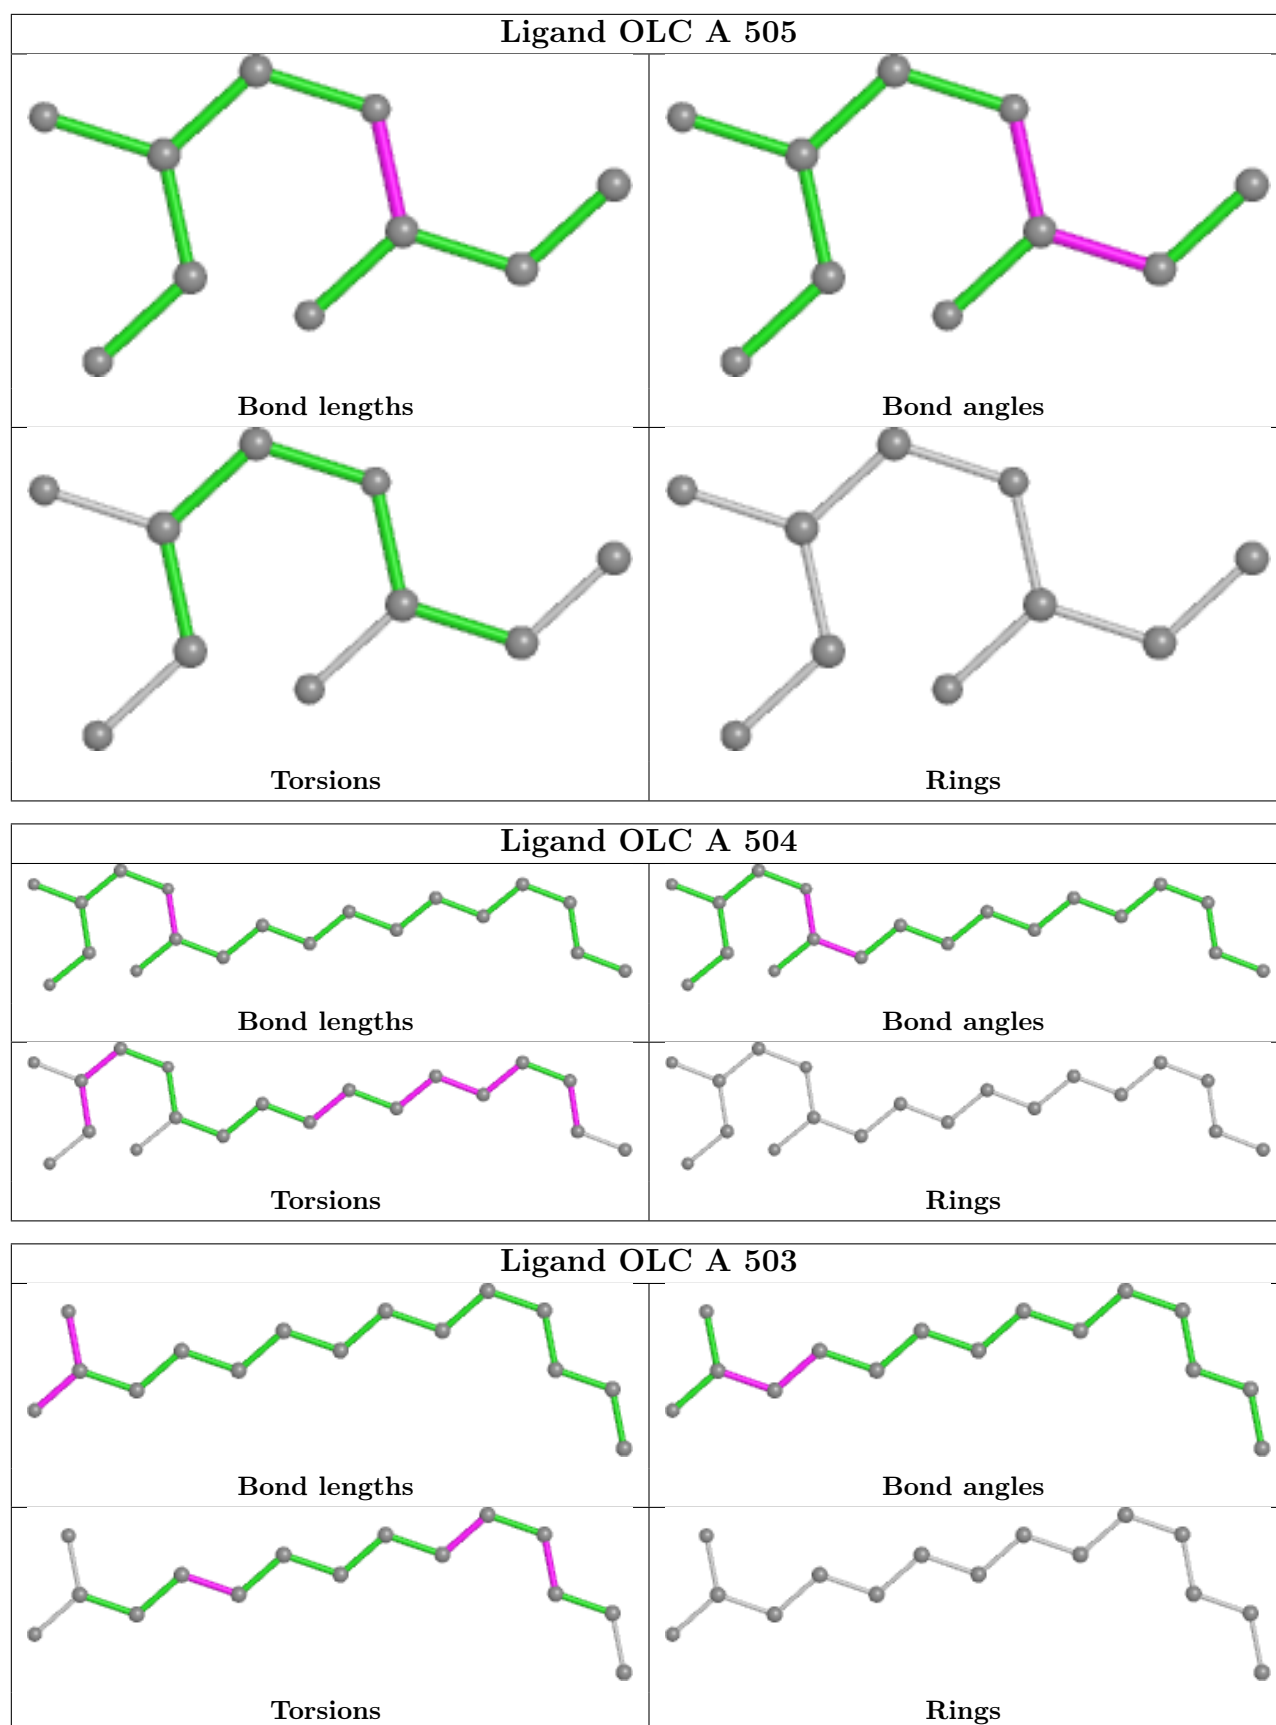 Ligand OLC A 505
Bond lengths
Bond angles
Torsions
Rings
Ligand OLC A 504
Bond lengths
Bond angles
Torsions
Rings
Ligand OLC A 503
Bond lengths
Bond angles
Torsions
Rings